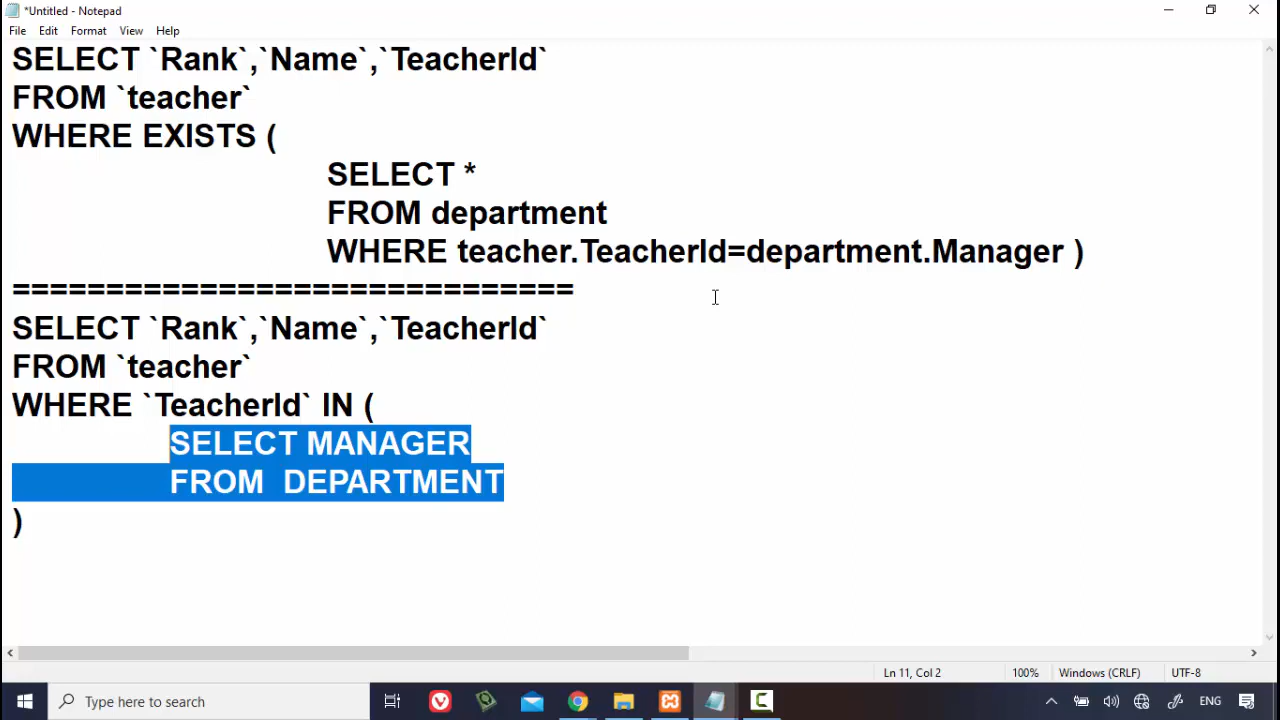 *Untitled - Notepad
File Edit Format View Help
SELECT `Rank`,`Name`,`TeacherId`
FROM `teacher`
WHERE EXISTS (
SELECT *
FROM department
WHERE teacher.TeacherId=department.Manager )
==============================
SELECT `Rank`,`Name`,`TeacherId`
FROM `teacher`
WHERE `TeacherId` IN (
SELECT MANAGER
FROM  DEPARTMENT
)
Ln 11, Col 2 100% Windows (CRLF) UTF-8
Type here to search ENG